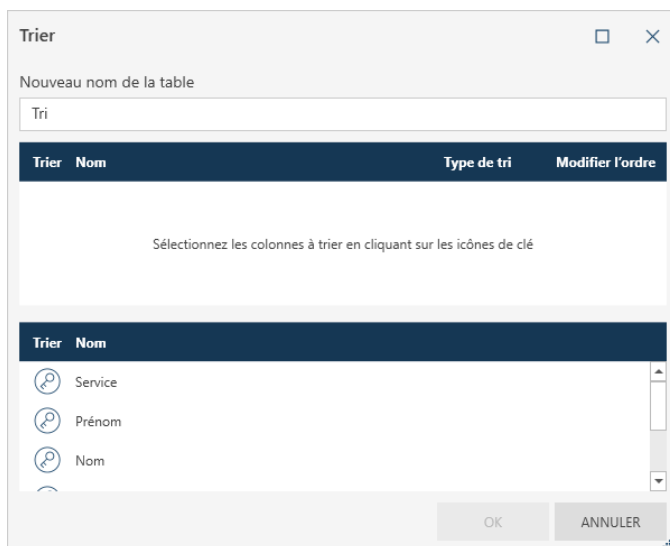 Trier
Nouveau nom de la table
Tri
Trier Nom Type de tri Modifier l'ordre
Sélectionnez les colonnes à trier en cliquant sur les icônes de clé
Trier Nom
Service
Prénom
Nom
OK ANNULER